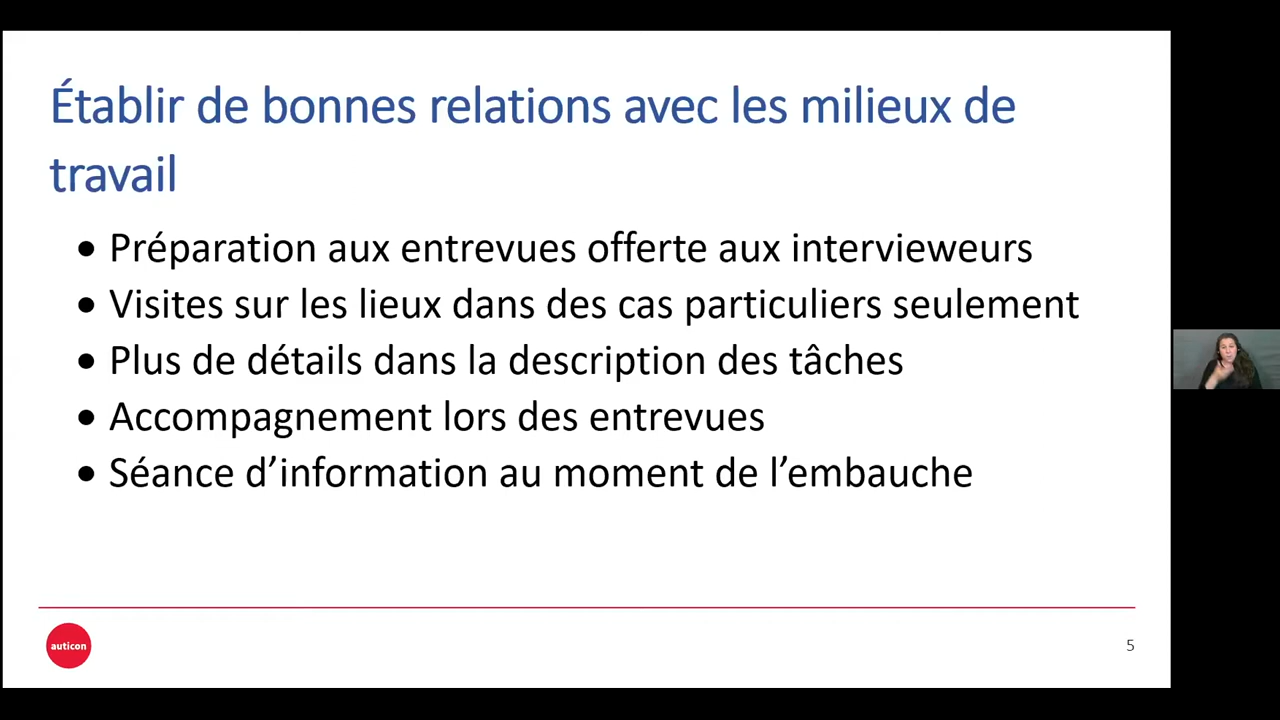 Établir de bonnes relations avec les milieux de
travail
• Préparation aux entrevues offerte aux intervieweurs
• Visites sur les lieux dans des cas particuliers seulement
• Plus de détails dans la description des tâches
• Accompagnement lors des entrevues
• Séance d’information au moment de l’embauche
auticon
5